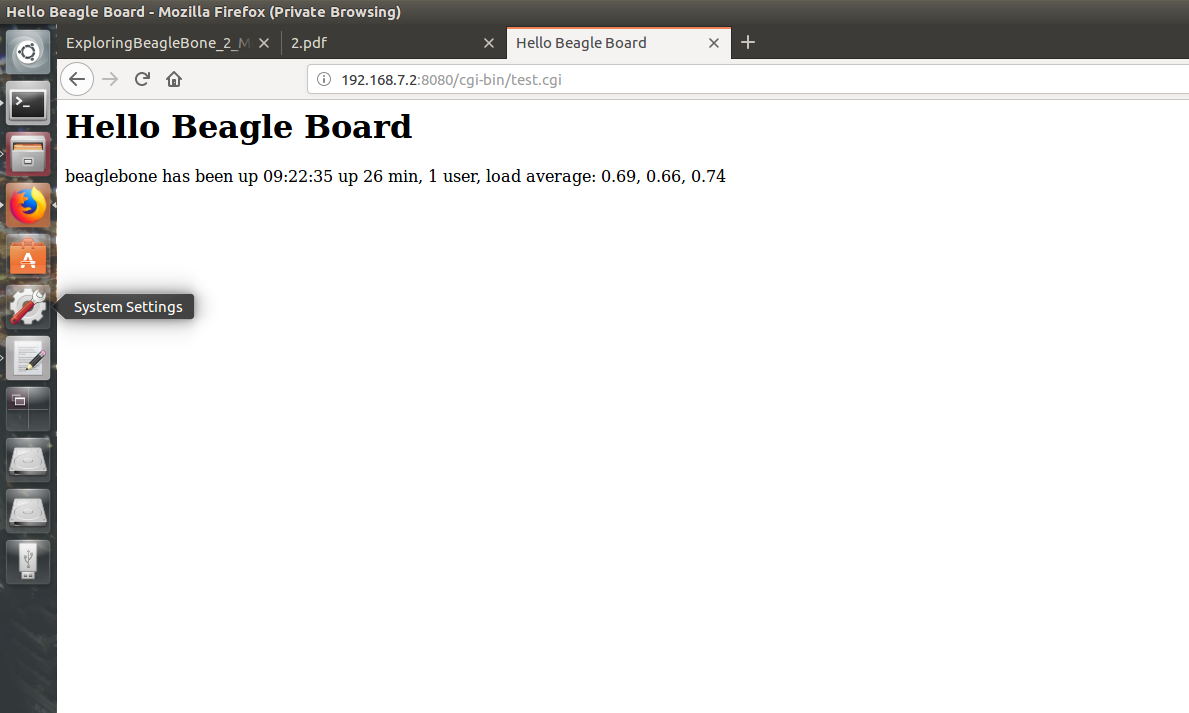 Hello Beagle Board - Mozilla Firefox (Private Browsing)
ExploringBeagleBone_2_M
2.pdf
Hello Beagle Board
192.168.7.2:8080/cgi-bin/test.cgi
Hello Beagle Board
beaglebone has been up 09:22:35 up 26 min, 1 user, load average: 0.69, 0.66, 0.74
System Settings